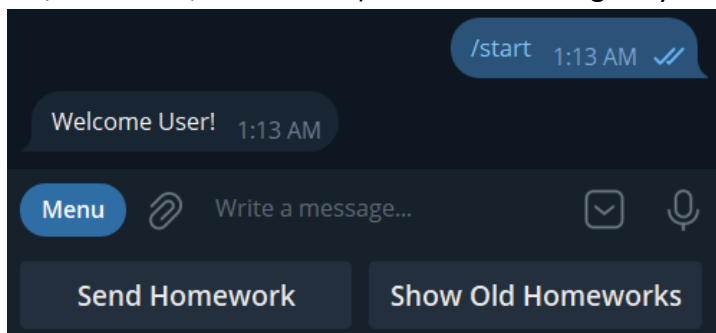 /start 1:13 AM
Welcome User! 1:13 AM
Menu Write a message...
Send Homework Show Old Homeworks